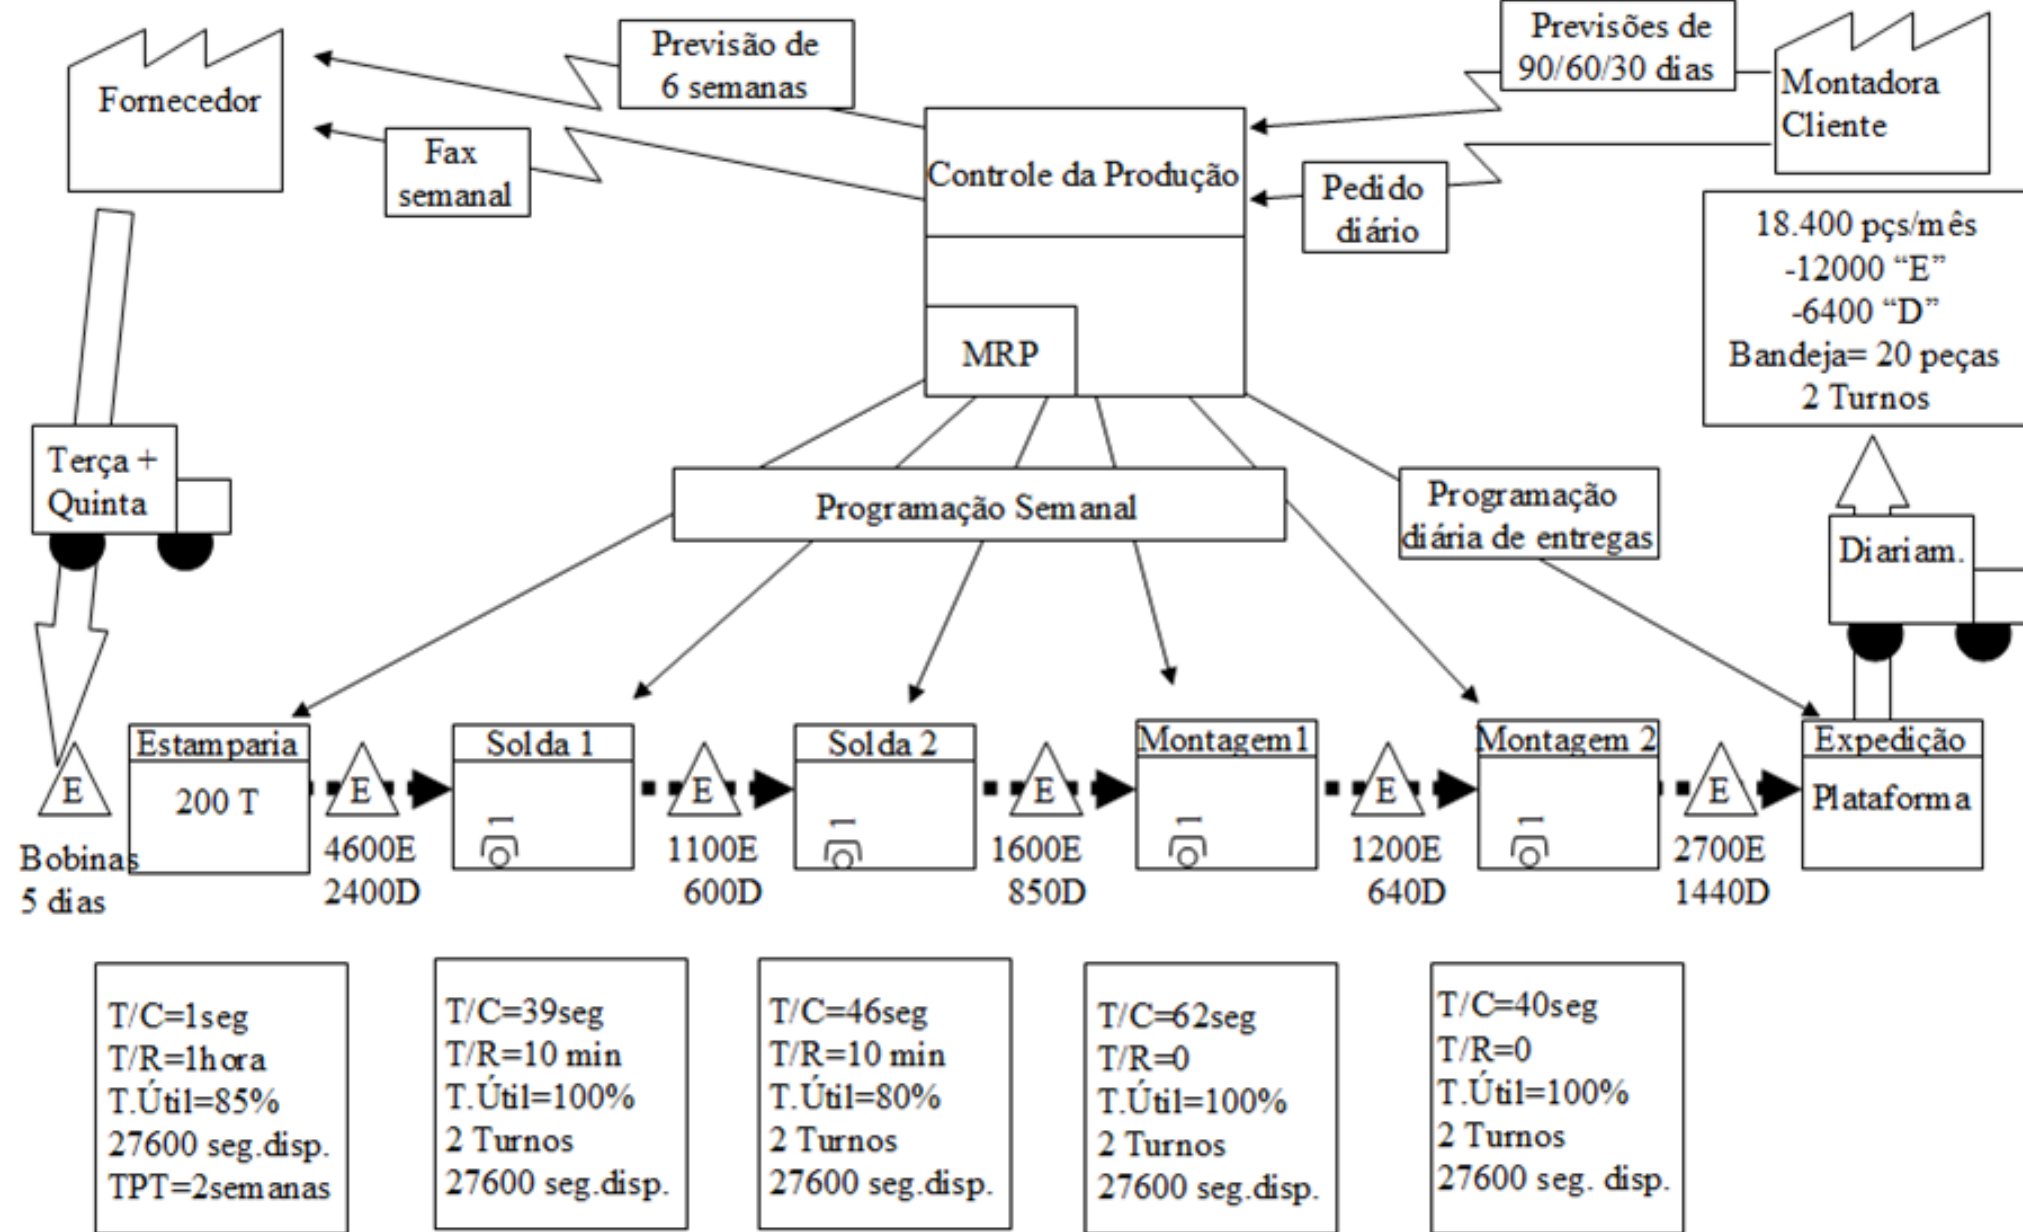 Fornecedor
Previsão de
6 semanas
Fax
semanal
Controle da Produção
MRP
Previsões de
90/60/30 dias
Pedido
diário
Montadora
Cliente
18.400 pçs/mês
-12000 “E”
-6400 “D”
Bandeja= 20 peças
2 Turnos
Terça +
Quinta
Programação Semanal
Programação
diária de entregas
Diariam.
E
Bobinas
5 dias
Estamparia
200 T
E
4600E
2400D
Solda 1
1
E
1100E
600D
Solda 2
1
E
1600E
850D
Montagem1
1
E
1200E
640D
Montagem 2
1
E
2700E
1440D
Expedição
Plataforma
T/C=1seg
T/R=1hora
T.Útil=85%
27600 seg.disp.
TPT=2semanas
T/C=39seg
T/R=10 min
T.Útil=100%
2 Turnos
27600 seg.disp.
T/C=46seg
T/R=10 min
T.Útil=80%
2 Turnos
27600 seg.disp.
T/C=62seg
T/R=0
T.Útil=100%
2 Turnos
27600 seg.disp.
T/C=40seg
T/R=0
T.Útil=100%
2 Turnos
27600 seg. disp.